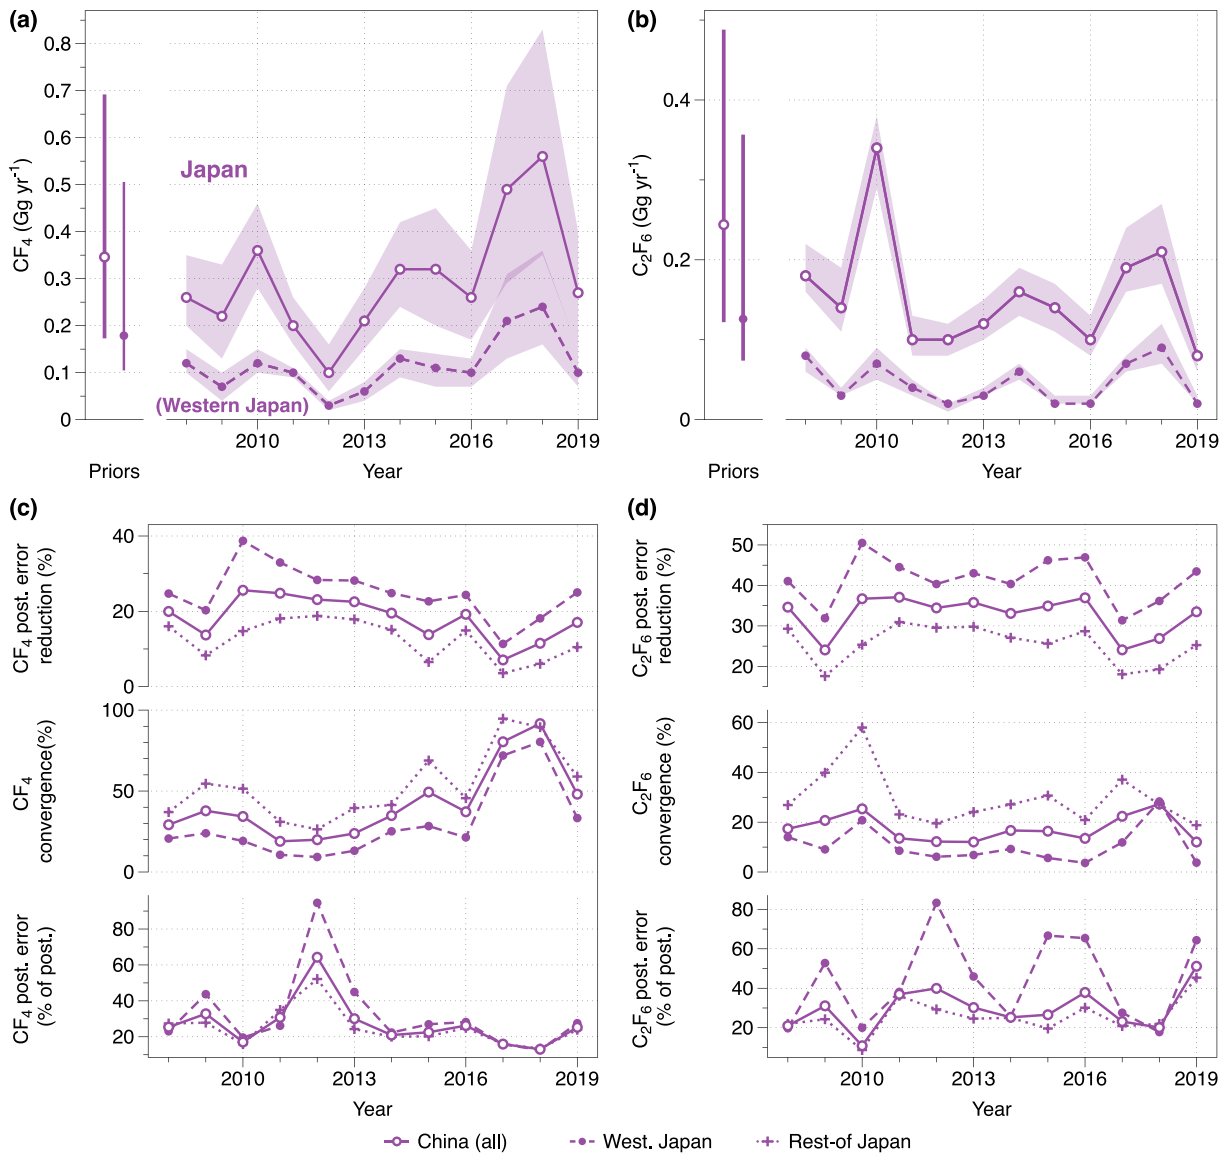 (a)
CF4 (Gg yr-1)
0.8
0.7
0.6
0.5
0.4
0.3
0.2
0.1
0
Japan
(Western Japan)
2010
2013
2016
2019
Priors
Year
(b)
C2F6 (Gg yr-1)
0.4
0.2
0
2010
2013
2016
2019
Priors
Year
(c)
CF4 post. error
reduction (%)
40
20
0
CF4
convergence(%)
100
50
0
CF4 post. error
(% of post.)
80
60
40
20
2010
2013
2016
2019
Year
(d)
C2F6 post. error
reduction (%)
50
40
30
20
C2F6
convergence (%)
60
40
20
0
C2F6 post. error
(% of post.)
80
60
40
20
2010
2013
2016
2019
Year
China (all)
West. Japan
Rest-of Japan